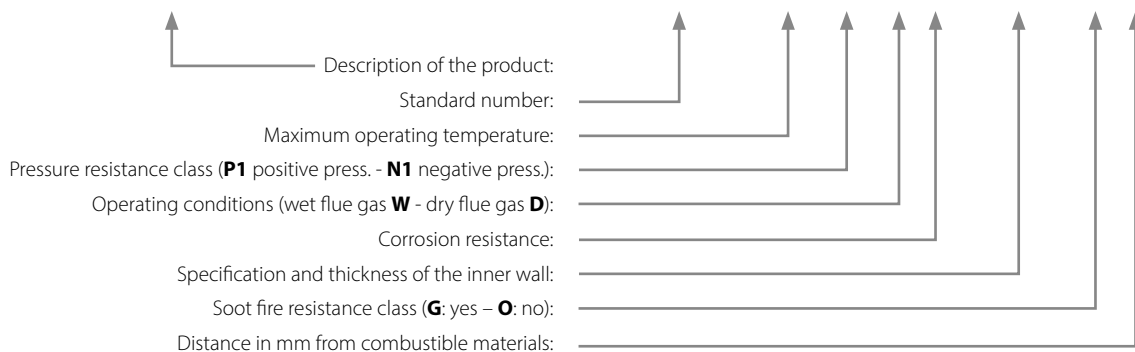 Description of the product:
Standard number:
Maximum operating temperature:
Pressure resistance class (P1 positive press. - N1 negative press.):
Operating conditions (wet flue gas W - dry flue gas D):
Corrosion resistance:
Specification and thickness of the inner wall:
Soot fire resistance class (G: yes – O: no):
Distance in mm from combustible materials: